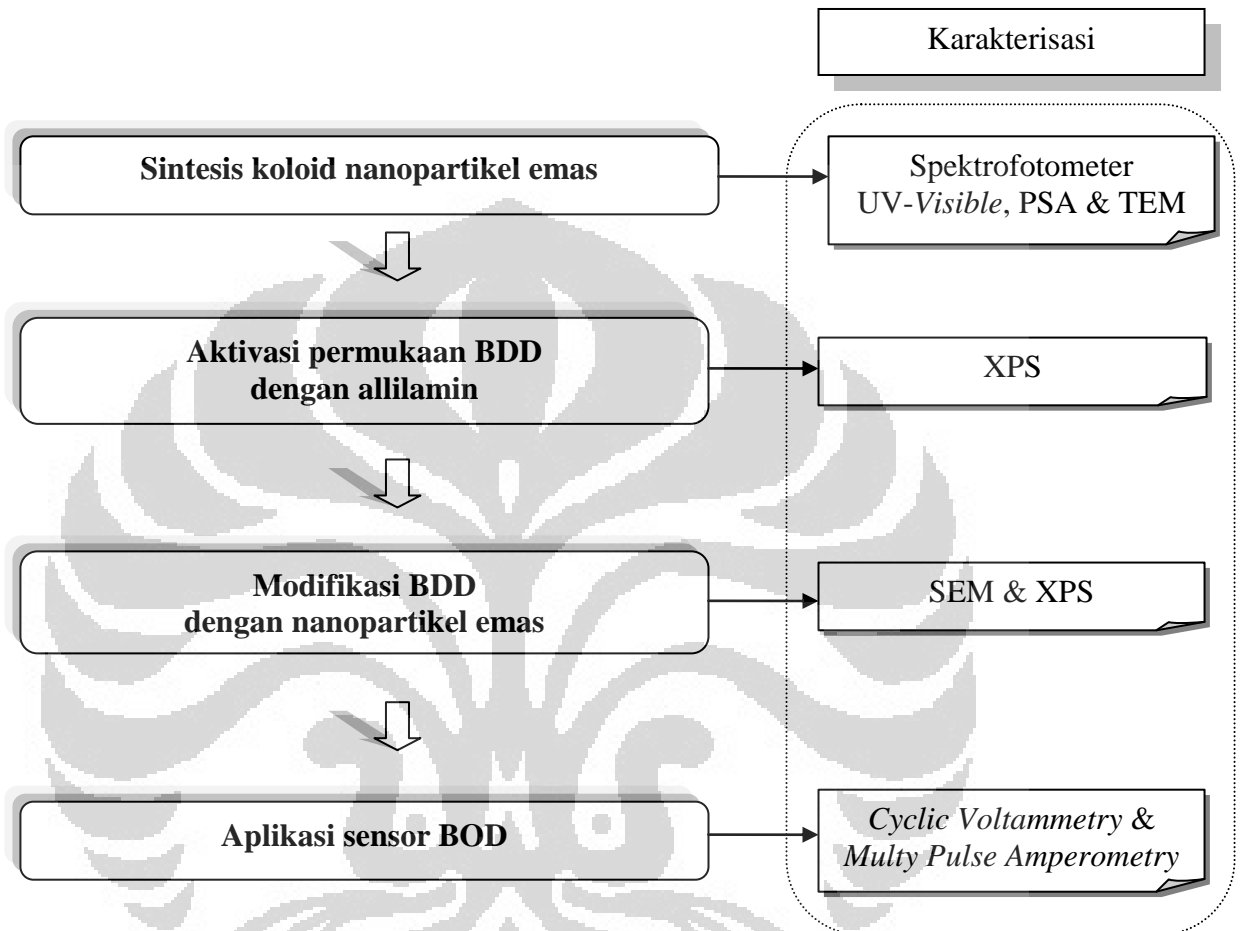 Karakterisasi
Sintesis koloid nanopartikel emas
Spektrofotometer
UV-Visible, PSA & TEM
Aktivasi permukaan BDD
dengan allilamin
XPS
Modifikasi BDD
dengan nanopartikel emas
SEM & XPS
Aplikasi sensor BOD
Cyclic Voltammetry &
Multy Pulse Amperometry